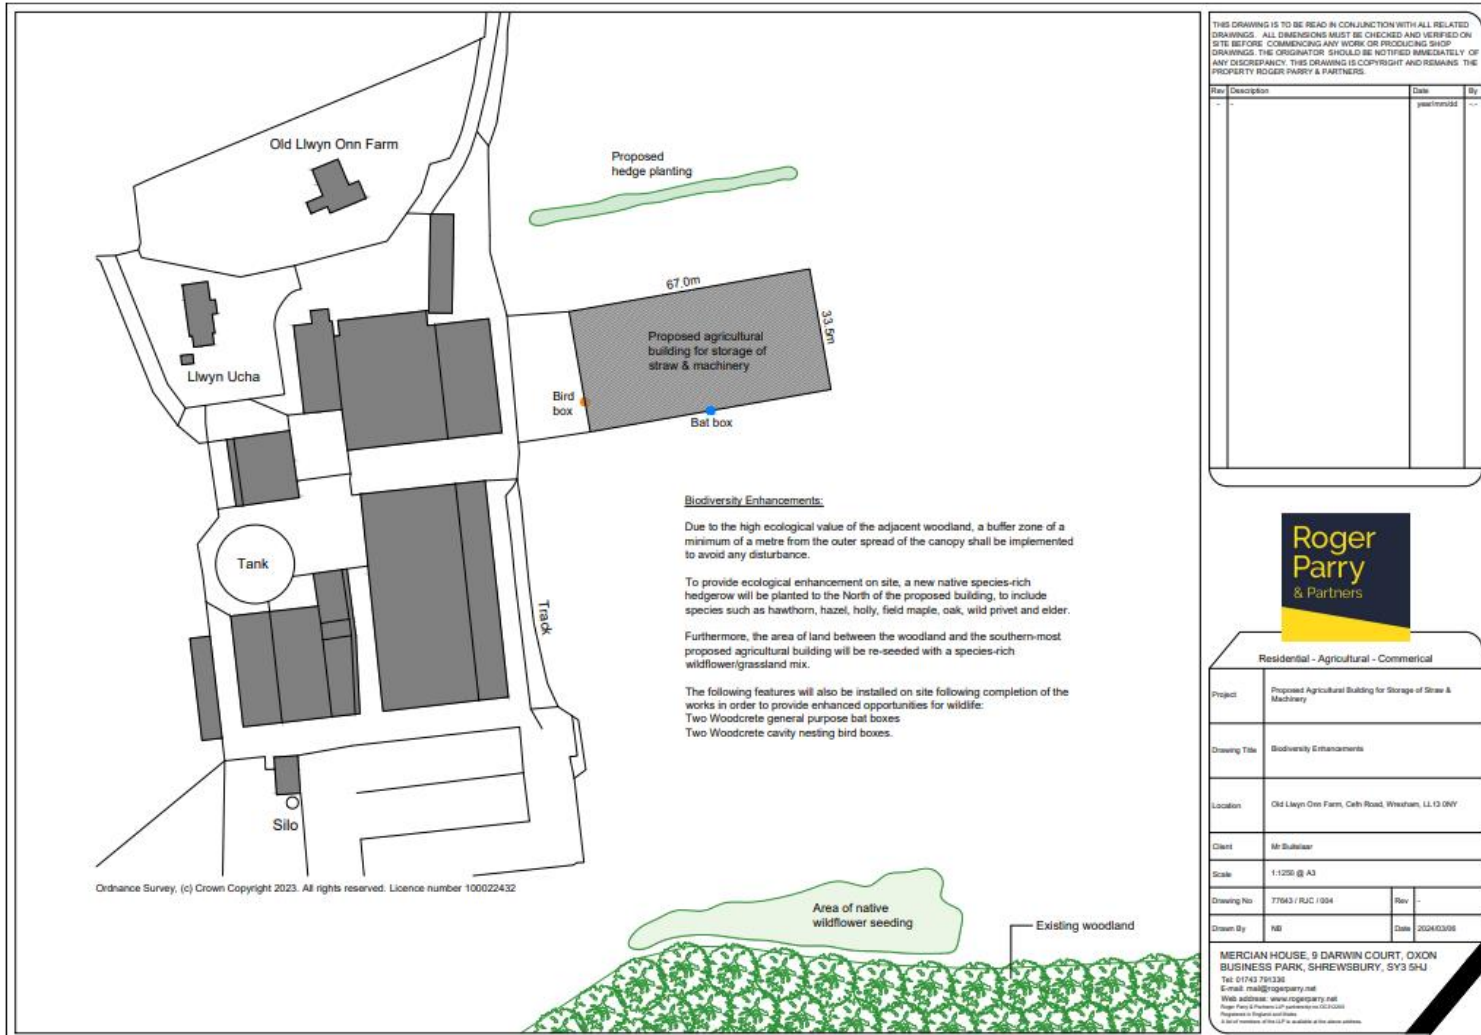 Old Llwyn Onn Farm
Proposed
hedge planting
67.0m
33.5m
Proposed agricultural
building for storage of
straw & machinery
Llwyn Ucha
Bird
box
Bat box
Tank
Track
Silo
Biodiversity Enhancements:
Due to the high ecological value of the adjacent woodland, a buffer zone of a
minimum of a metre from the outer spread of the canopy shall be implemented
to avoid any disturbance.
To provide ecological enhancement on site, a new native species-rich
hedgerow will be planted to the North of the proposed building, to include
species such as hawthorn, hazel, holly, field maple, oak, wild privet and elder.
Furthermore, the area of land between the woodland and the southern-most
proposed agricultural building will be re-seeded with a species-rich
wildflower/grassland mix.
The following features will also be installed on site following completion of the
works in order to provide enhanced opportunities for wildlife:
Two Woodcrete general purpose bat boxes
Two Woodcrete cavity nesting bird boxes.
Ordnance Survey, (c) Crown Copyright 2023. All rights reserved. Licence number 100022432
Area of native
wildflower seeding
Existing woodland
THIS DRAWING IS TO BE READ IN CONJUNCTION WITH ALL RELATED
DRAWINGS. ALL DIMENSIONS MUST BE CHECKED AND VERIFIED ON
SITE BEFORE COMMENCING ANY WORK OR PRODUCING SHOP
DRAWINGS. THE ORIGINATOR SHOULD BE NOTIFIED IMMEDIATELY OF
ANY DISCREPANCY. THIS DRAWING IS COPYRIGHT AND REMAINS THE
PROPERTY ROGER PARRY & PARTNERS.
Rev Description Date By
- - year/mm/dd -.-
Roger
Parry
& Partners
Residential - Agricultural - Commerical
Project Proposed Agricultural Building for Storage of Straw &
Machinery
Drawing Title Biodiversity Enhancements
Location Old Llwyn Onn Farm, Cefn Road, Wrexham, LL13 0NY
Client Mr
Scale 1:1250 @ A3
Drawing No 77643 / RJC / 004 Rev -
Drawn By NB Date 2024/03/06
MERCIAN HOUSE, 9 DARWIN COURT, OXON
BUSINESS PARK, SHREWSBURY, SY3 5HJ
Tel: 01743 791336
E-mail: mail@rogerparry.net
Web address: www.rogerparry.net
Registered in England and Wales